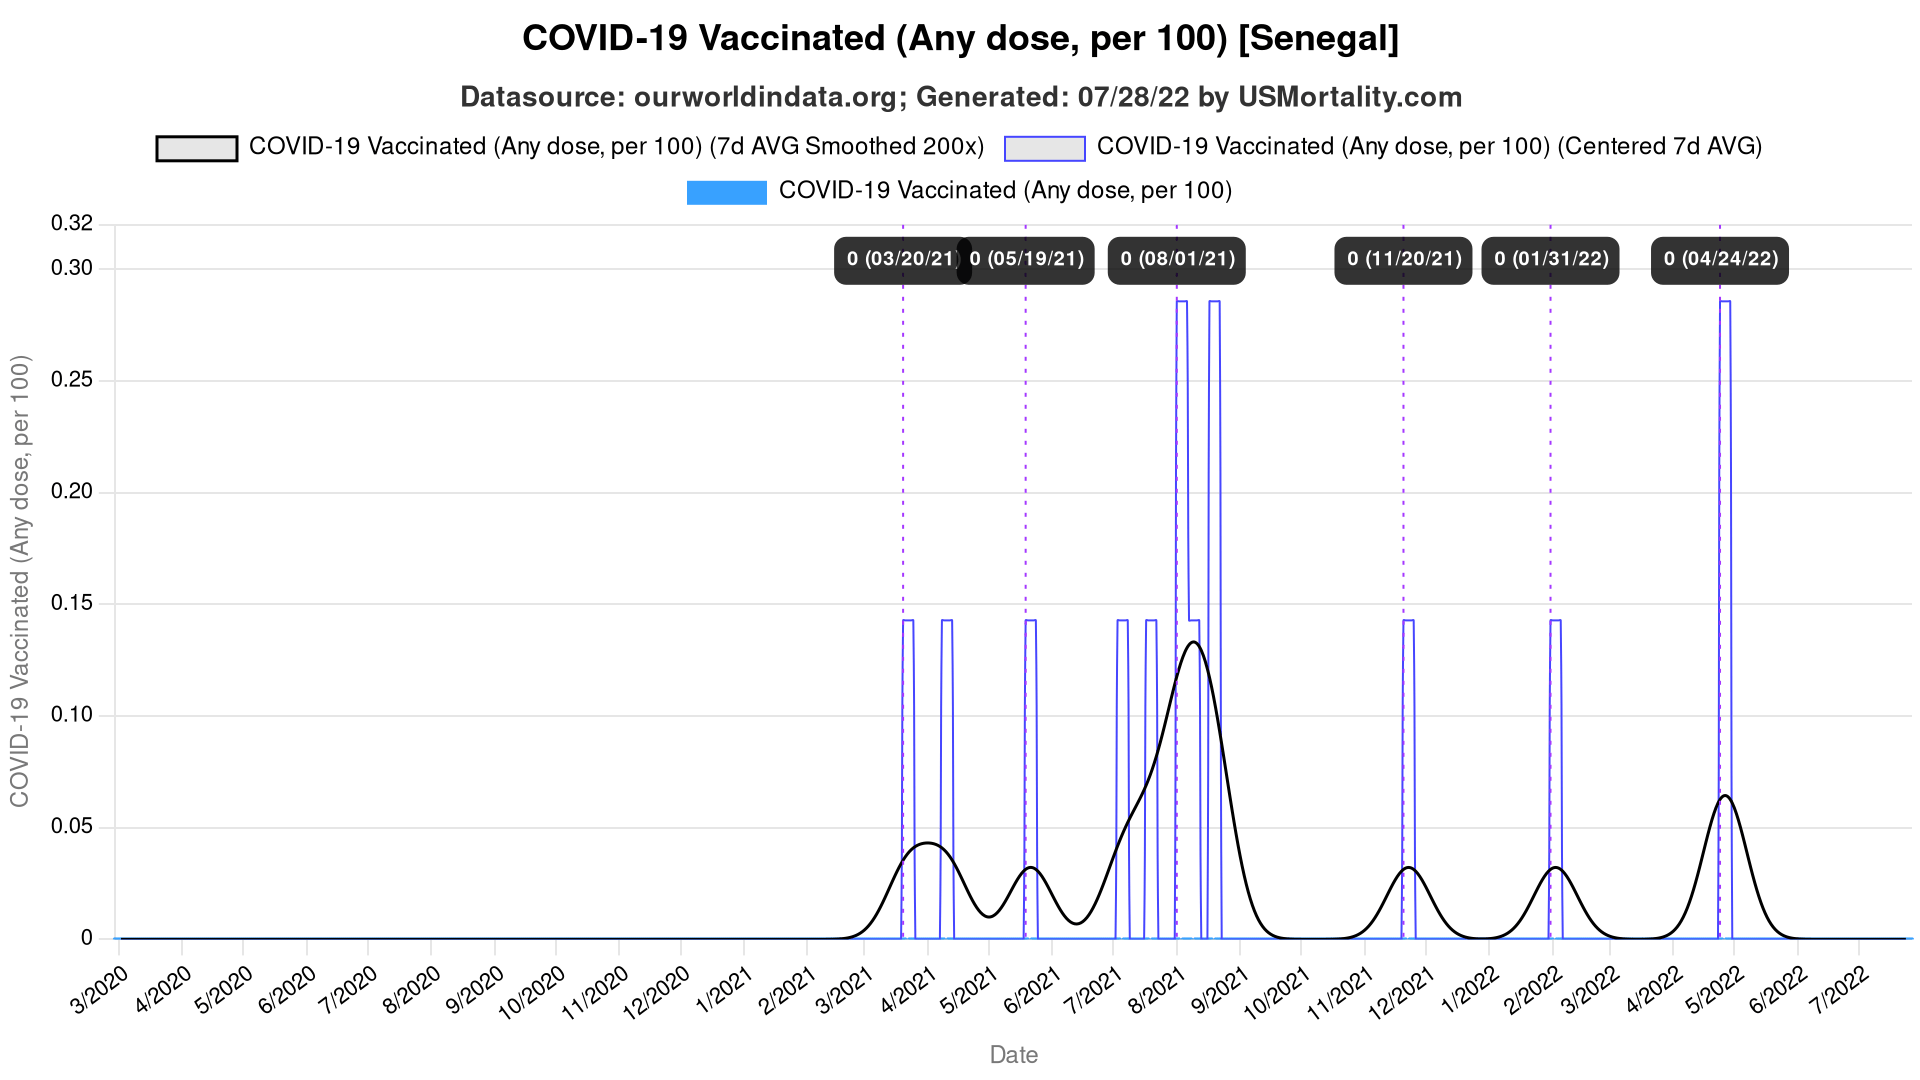 COVID-19 Vaccinated (Any dose, per 100) [Senegal]
Datasource: ourworldindata.org; Generated: 07/28/22 by USMortality.com
COVID-19 Vaccinated (Any dose, per 100) (7d AVG Smoothed 200x) COVID-19 Vaccinated (Any dose, per 100) (Centered 7d AVG)
COVID-19 Vaccinated (Any dose, per 100)
0.32
0 (03/20/21) 0 (05/19/21) 0 (08/01/21) 0 (11/20/21) 0 (01/31/22) 0 (04/24/22)
0.30
0.25
0.20
0.15
0.10
0.05
0
COVID-19 Vaccinated (Any dose, per 100)
3/2020 4/2020 5/2020 6/2020 7/2020 8/2020 9/2020 10/2020 11/2020 12/2020 1/2021 2/2021 3/2021 4/2021 5/2021 6/2021 7/2021 8/2021 9/2021 10/2021 11/2021 12/2021 1/2022 2/2022 3/2022 4/2022 5/2022 6/2022 7/2022
Date